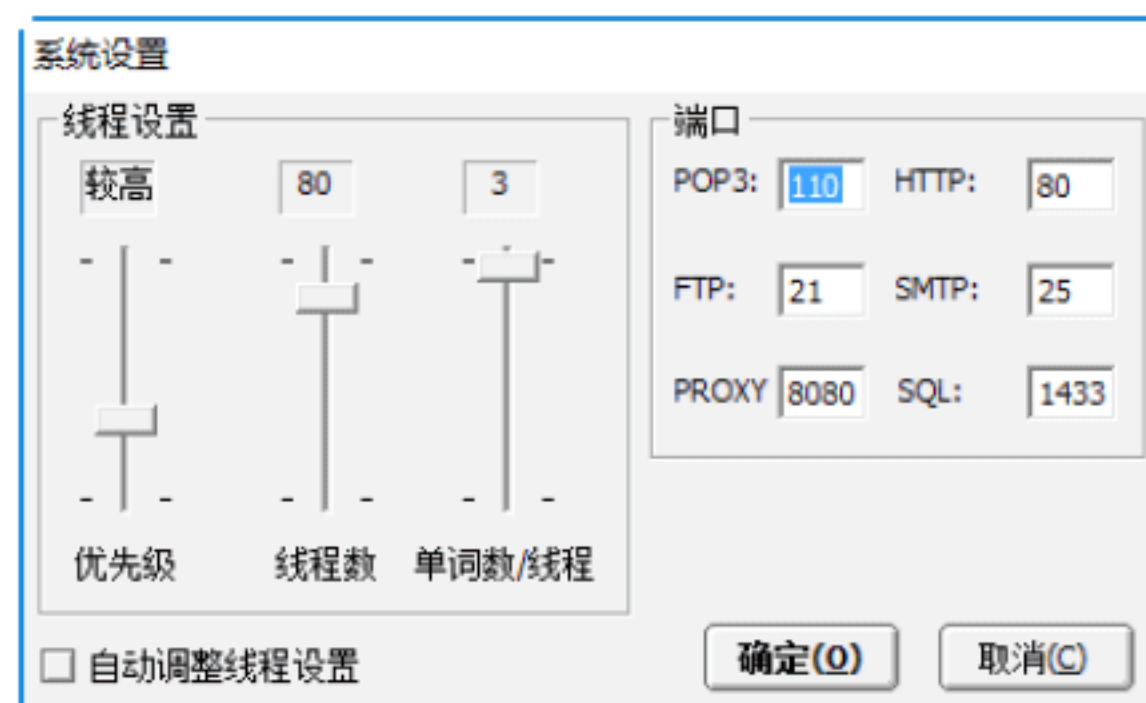 系统设置
线程设置
较高 80 3
优先级 线程数 单词数/线程
自动调整线程设置
端口
POP3: 110 HTTP: 80
FTP: 21 SMTP: 25
PROXY 8080 SQL: 1433
确定(O) 取消(C)